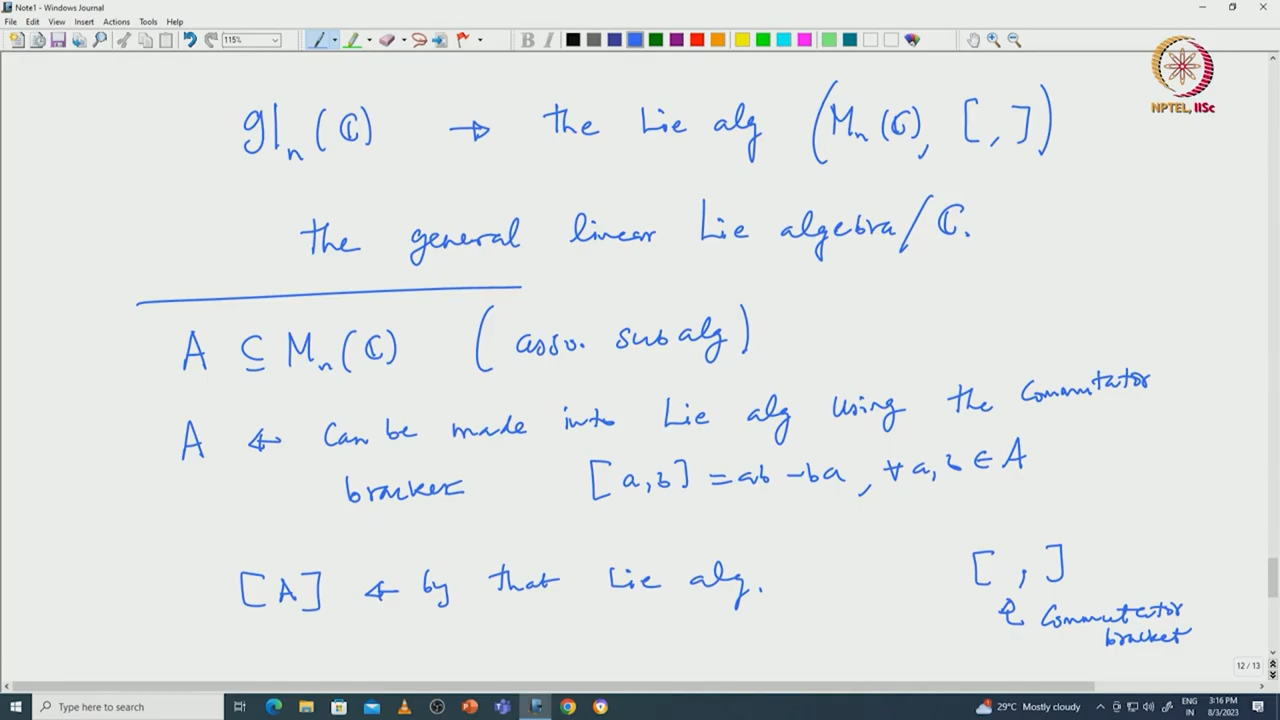 Note1 - Windows Journal
File Edit View Insert Actions Tools Help
115%
B I
NPTEL, IISc
gl_n (ℂ) → the Lie alg (M_n(ℂ), [ , ])
the general linear Lie algebra/ℂ.
A ⊆ M_n(ℂ) (asso. subalg)
A ← Can be made into Lie alg using the Commutator
bracket [a,b] = ab - ba, ∀ a, b ∈ A
[A] ← by that Lie alg. [ , ]
Commutator
bracket
12 / 13
Type here to search
29°C Mostly cloudy
ENG
IN
3:16 PM
8/3/2023